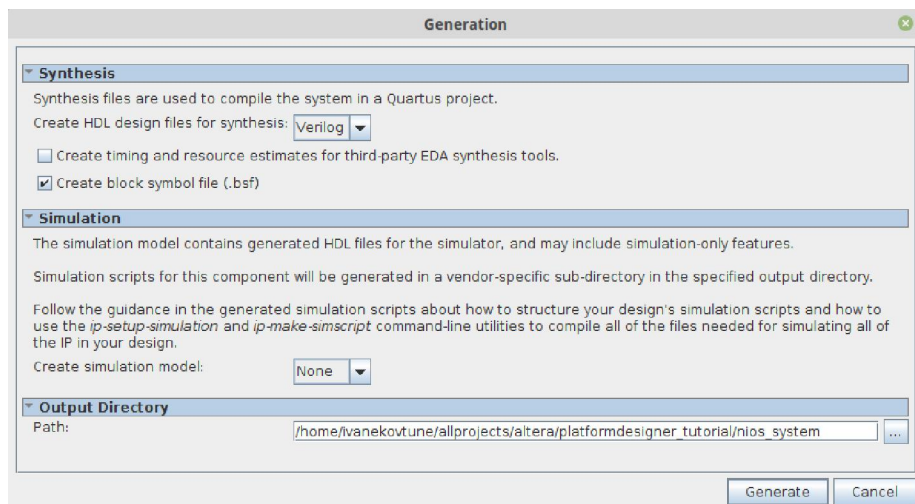 Generation
Synthesis
Synthesis files are used to compile the system in a Quartus project.
Create HDL design files for synthesis: Verilog
Create timing and resource estimates for third-party EDA synthesis tools.
Create block symbol file (.bsf)
Simulation
The simulation model contains generated HDL files for the simulator, and may include simulation-only features.
Simulation scripts for this component will be generated in a vendor-specific sub-directory in the specified output directory.
Follow the guidance in the generated simulation scripts about how to structure your design's simulation scripts and how to
use the ip-setup-simulation and ip-make-simscript command-line utilities to compile all of the files needed for simulating all of
the IP in your design.
Create simulation model: None
Output Directory
Path: /home/ivanekovtune/allprojects/altera/platformdesigner_tutorial/nios_system ...
Generate Cancel